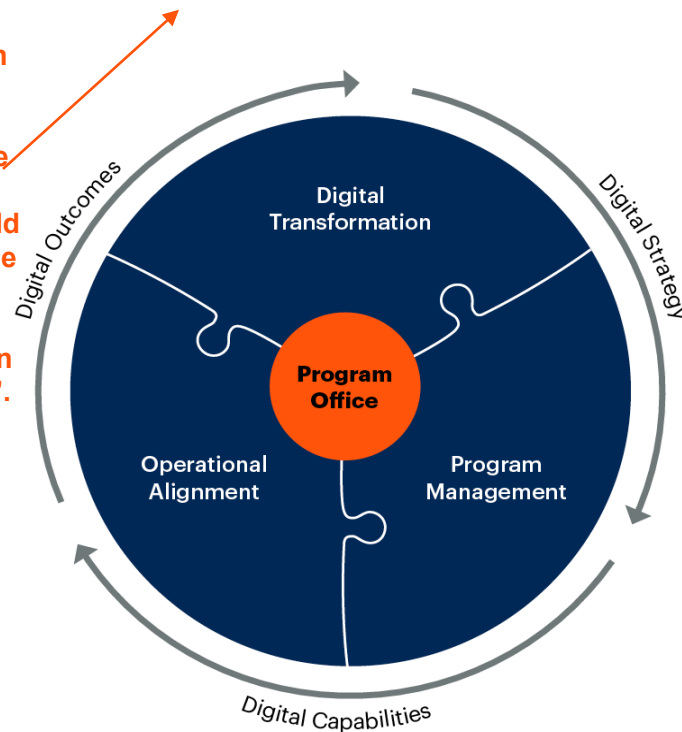 Digital
Transformation
Digital Outcomes
Digital Strategy
Program
Office
Operational
Alignment
Program
Management
Digital Capabilities